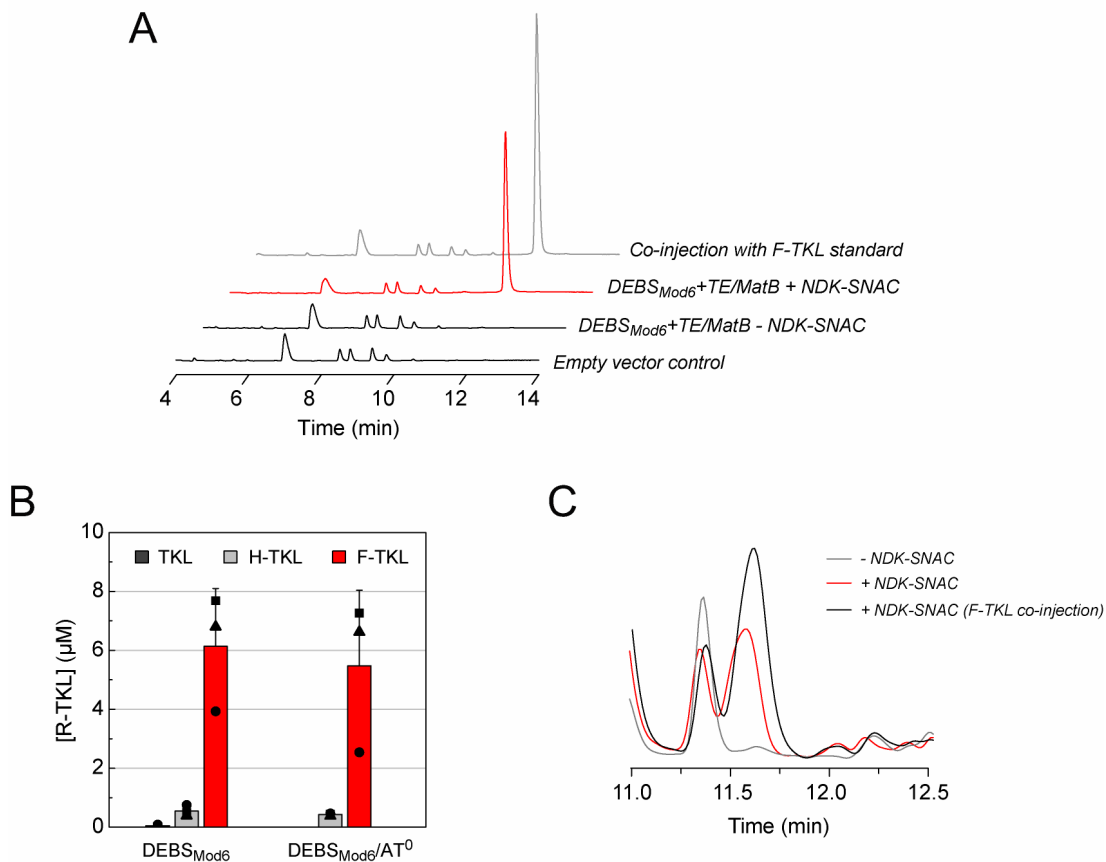 A
Co-injection with F-TKL standard
DEBSMod6+TE/MatB + NDK-SNAC
DEBSMod6+TE/MatB - NDK-SNAC
Empty vector control
4 6 8 10 12 14
Time (min)
B
10
8
6
4
2
0
[R-TKL] (µM)
TKL H-TKL F-TKL
DEBSMod6 DEBSMod6/AT⁰
C
- NDK-SNAC
+ NDK-SNAC
+ NDK-SNAC (F-TKL co-injection)
11.0 11.5 12.0 12.5
Time (min)